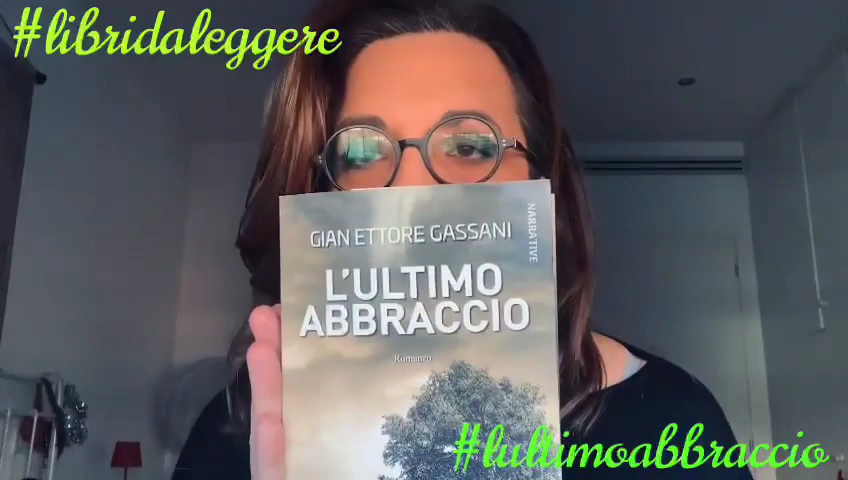 #libridaleggere
GIAN ETTORE GASSANI
NARRATIVE
L'ULTIMO
ABBRACCIO
Romanzo
#lultimoabbraccio